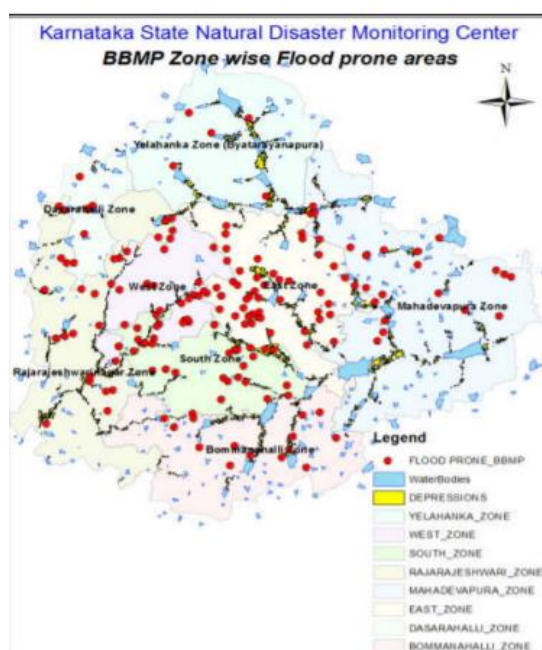 Karnataka State Natural Disaster Monitoring Center
BBMP Zone wise Flood prone areas
N
Yelahanka Zone (Byatarayanapura)
Dasarahalli Zone
West Zone
East Zone
Mahadevapura Zone
South Zone
Rajarajeshwarinagar Zone
Bommanahalli Zone
Legend
FLOOD PRONE_BBMP
WaterBodies
DEPRESSIONS
YELAHANKA_ZONE
WEST_ZONE
SOUTH_ZONE
RAJARAJESHWARI_ZONE
MAHADEVAPURA_ZONE
EAST_ZONE
DASARAHALLI_ZONE
BOMMANAHALLI_ZONE